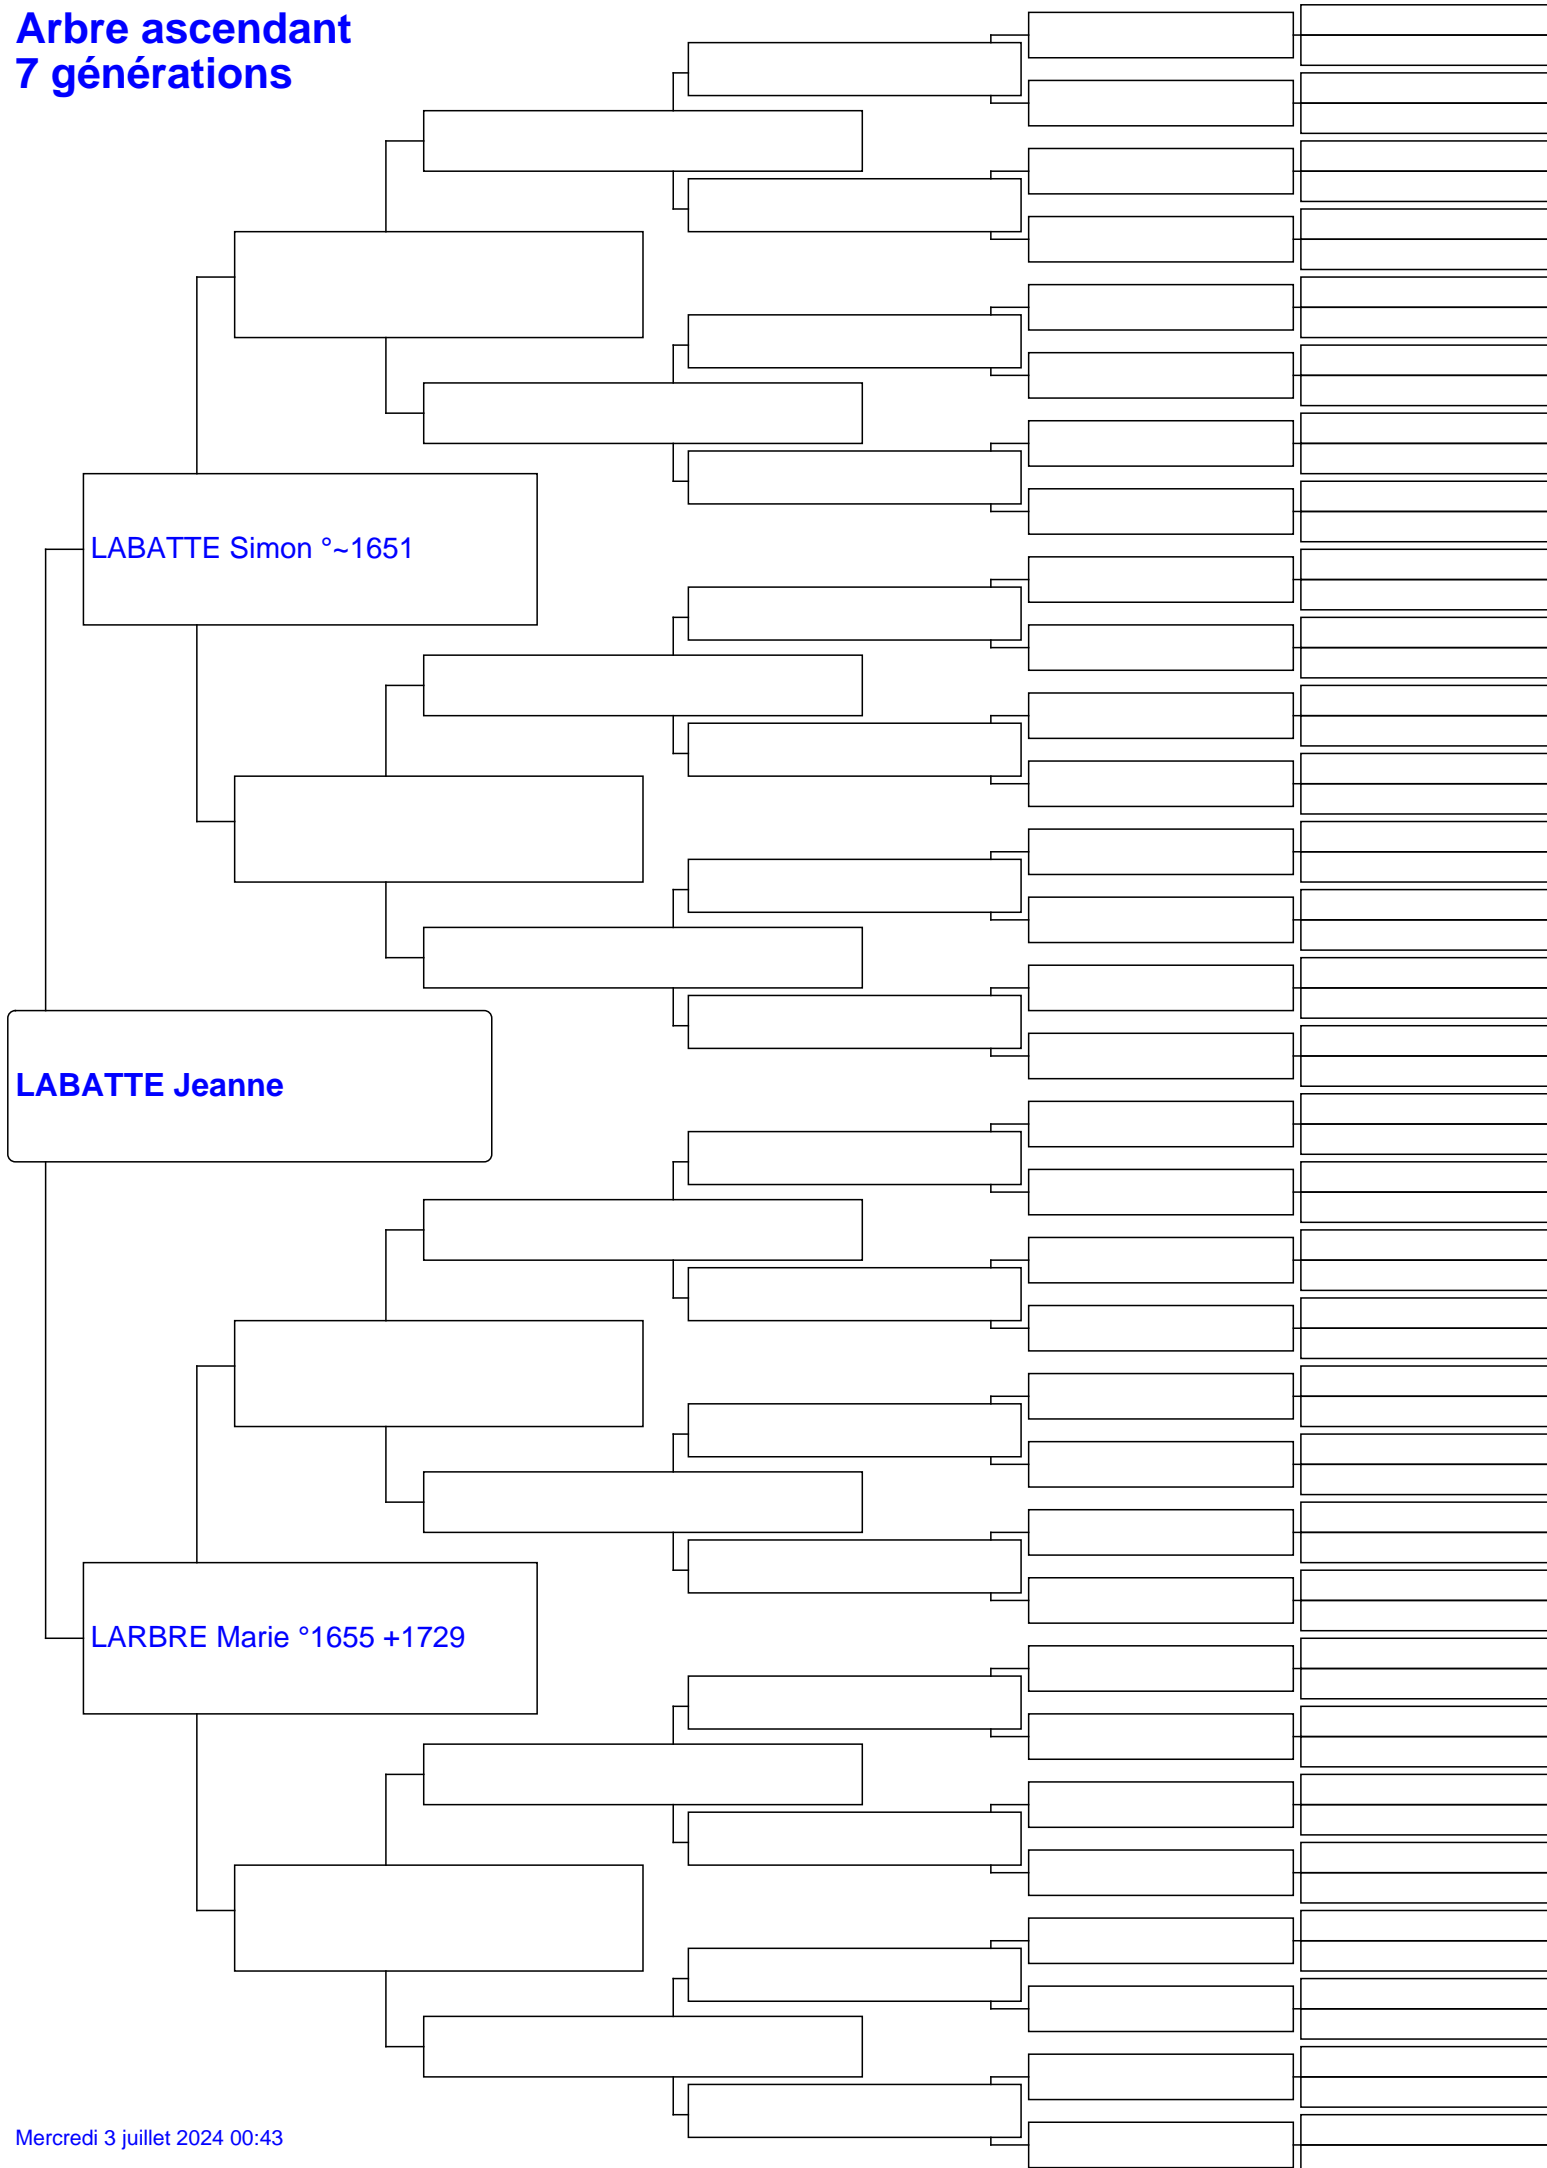 Arbre ascendant
7 générations
LABATTE Simon °~1651
LABATTE Jeanne
LARBRE Marie °1655 +1729
Mercredi 3 juillet 2024 00:43